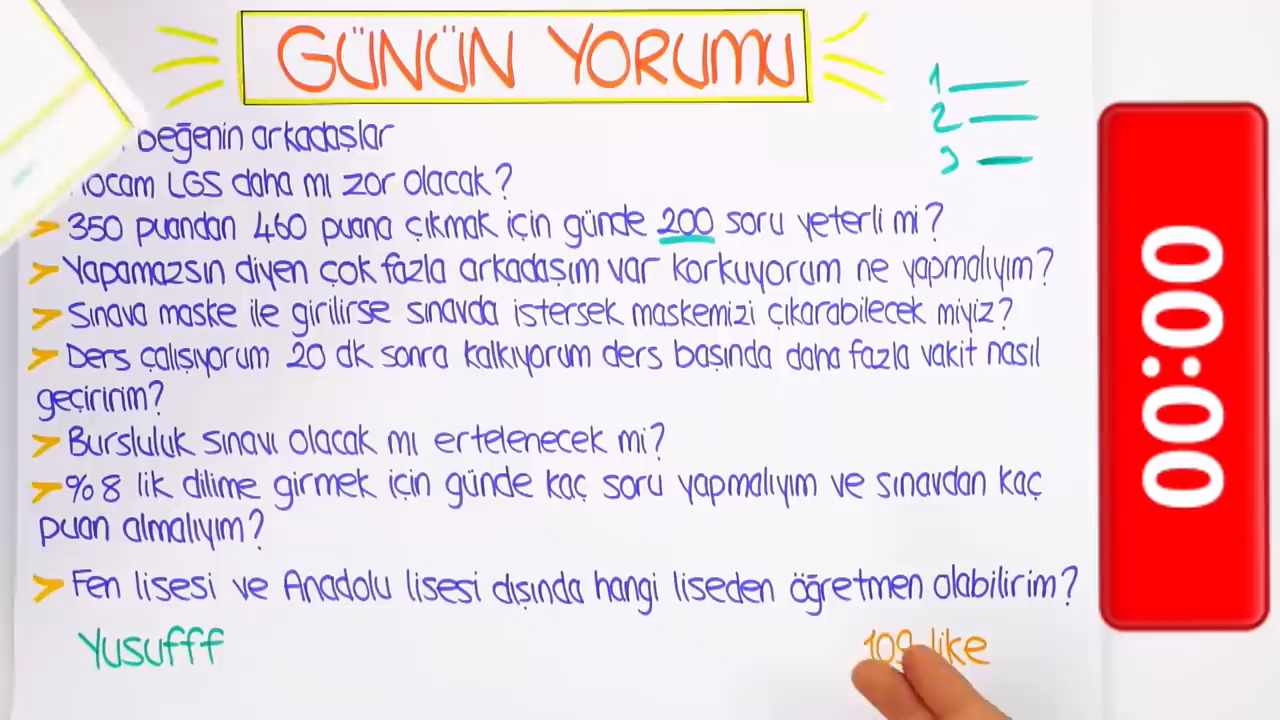 GÜNÜN YORUMU
1
2
3
beğenin arkadaşlar
LGS daha mı zor olacak?
➤ 350 puandan 460 puana çıkmak için günde 200 soru yeterli mi?
➤ Yapamazsın diyen çok fazla arkadaşım var korkuyorum ne yapmalıyım?
➤ Sınava maske ile girilirse sınavda istersek maskemizi çıkarabilecek miyiz?
➤ Ders çalışıyorum 20 dk sonra kalkıyorum ders başında daha fazla vakit nasıl
geçiririm?
➤ Bursluluk sınavı olacak mı ertelenecek mi?
➤ %8 lik dilime girmek için günde kaç soru yapmalıyım ve sınavdan kaç
puan almalıyım?
➤ Fen lisesi ve Anadolu lisesi dışında hangi liseden öğretmen olabilirim?
Yusufff
like
00:00